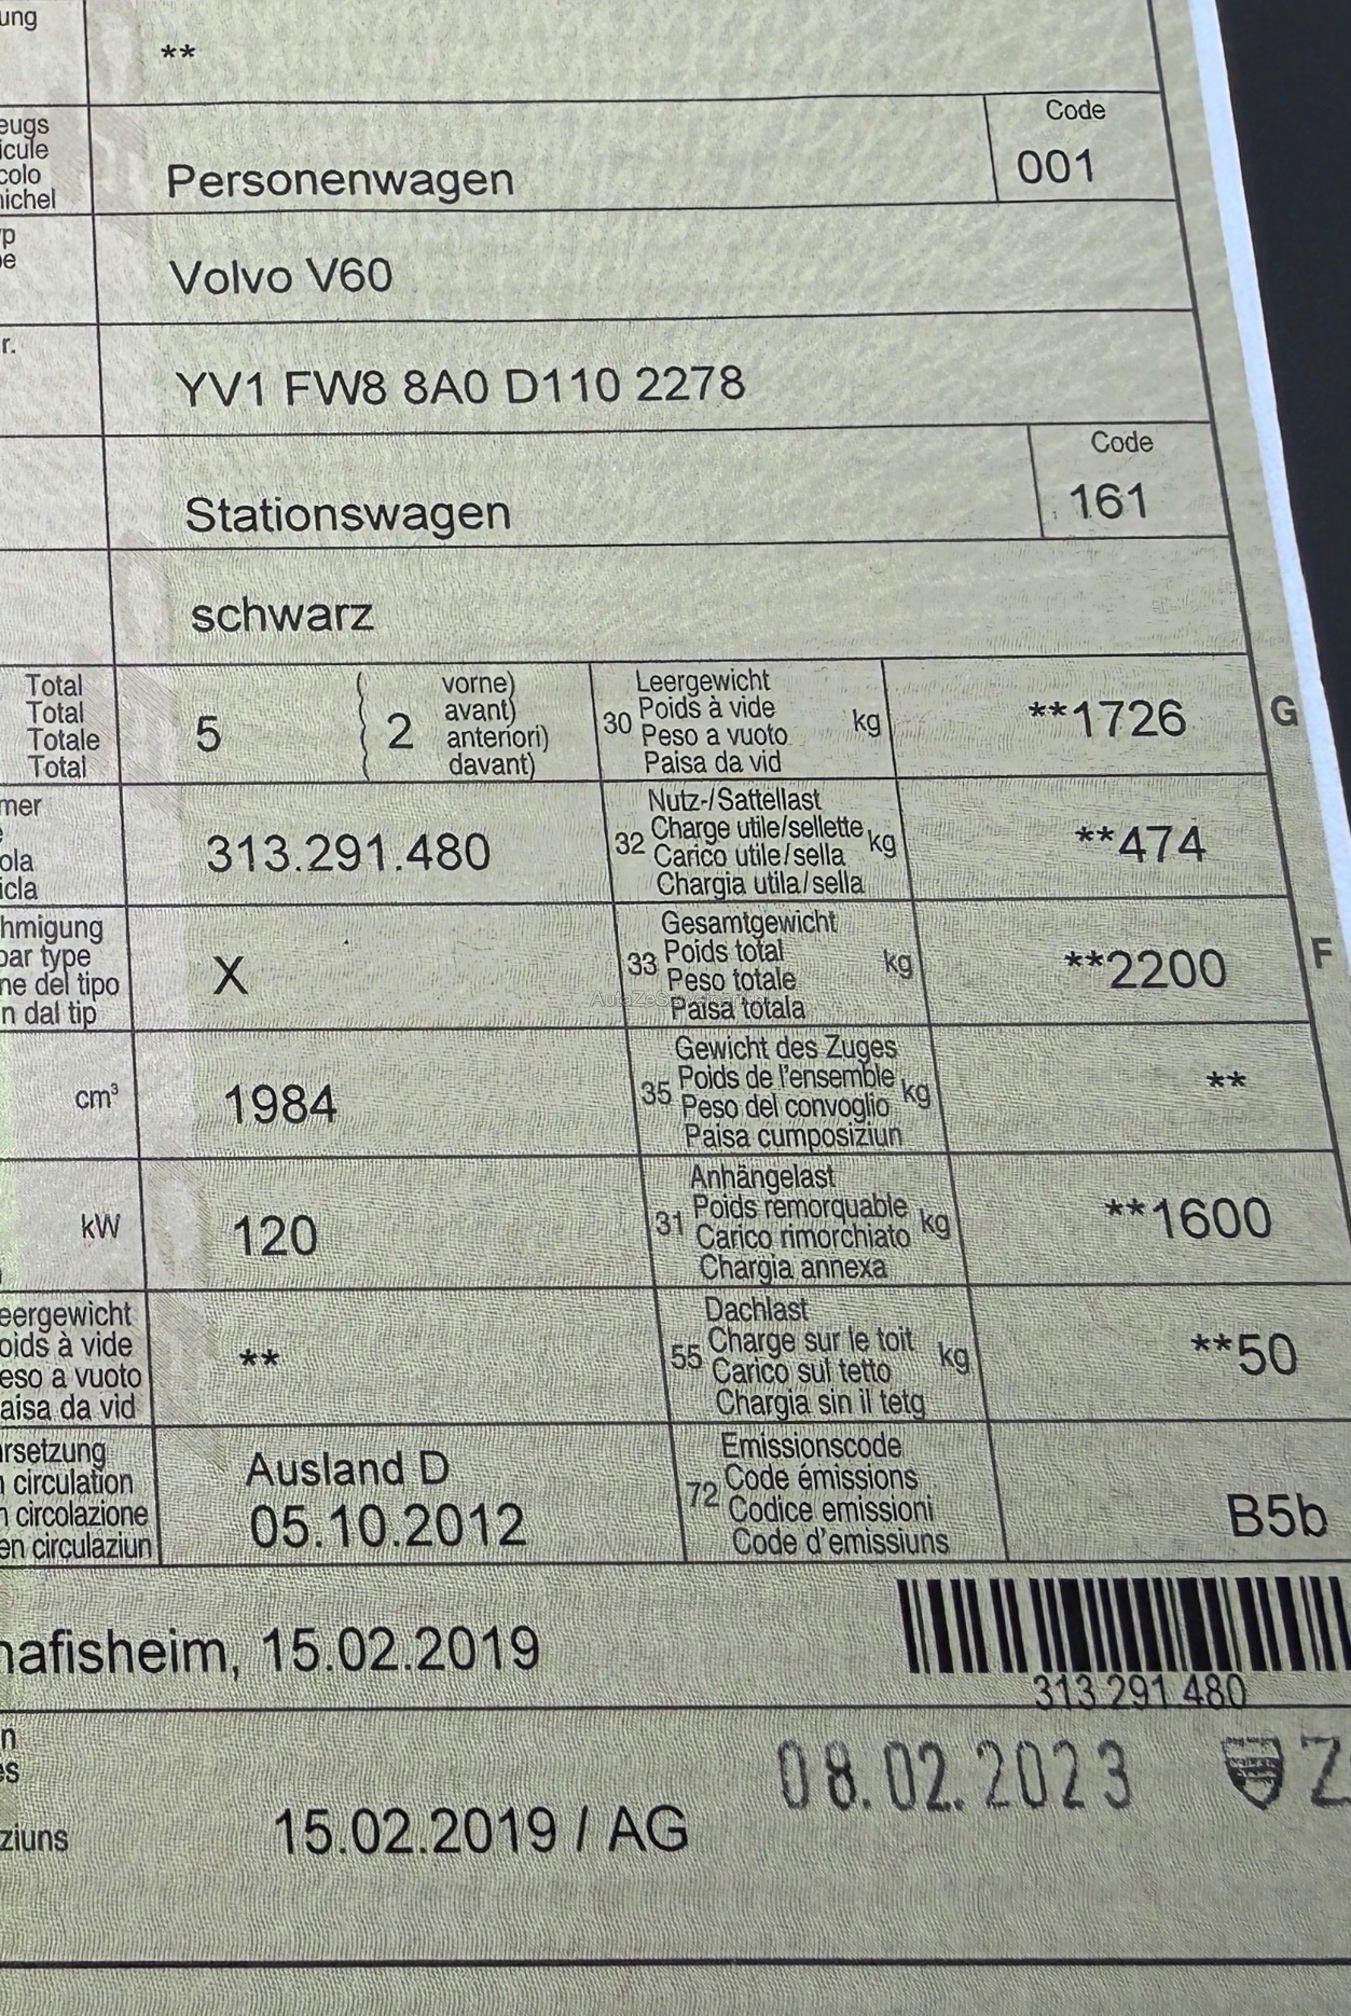 ung
**
Code
eugs
icule
colo
nichel
Personenwagen
001
yp
pe
Volvo V60
r.
YV1 FW8 8A0 D110 2278
Code
Stationswagen
161
schwarz
Total
Total
Totale
Total
5
2
vorne)
avant)
anteriori)
davant)
30
Leergewicht
Poids à vide
Peso a vuoto
Paisa da vid
kg
**1726
G
mer
e
ola
icla
313.291.480
32
Nutz-/Sattellast
Charge utile/sellette
Carico utile/sella
Chargia utila/sella
kg
**474
hmigung
par type
ne del tipo
n dal tip
X
33
Gesamtgewicht
Poids total
Peso totale
Paisa totala
kg
**2200
F
cm³
1984
35
Gewicht des Zuges
Poids de l'ensemble
Peso del convoglio
Paisa cumposiziun
kg
**
kW
120
31
Anhängelast
Poids remorquable
Carico rimorchiato
Chargia annexa
kg
**1600
eergewicht
oids à vide
eso a vuoto
aisa da vid
**
55
Dachlast
Charge sur le toit
Carico sul tetto
Chargia sin il tetg
kg
**50
rsetzung
n circulation
n circolazione
en circulaziun
Ausland D
05.10.2012
72
Emissionscode
Code émissions
Codice emissioni
Code d'emissiuns
B5b
hafisheim, 15.02.2019
313 291 480
n
es
ziuns
08.02.2023
Z
15.02.2019 / AG